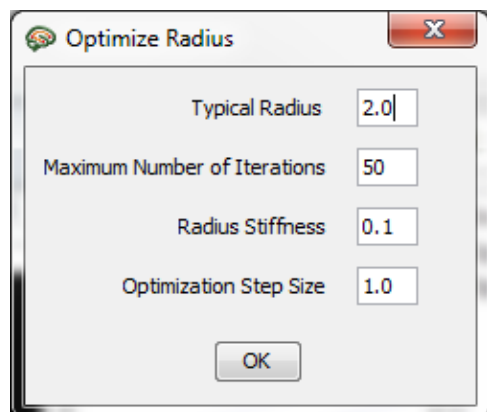 Optimize Radius
Typical Radius 2.0
Maximum Number of Iterations 50
Radius Stiffness 0.1
Optimization Step Size 1.0
OK